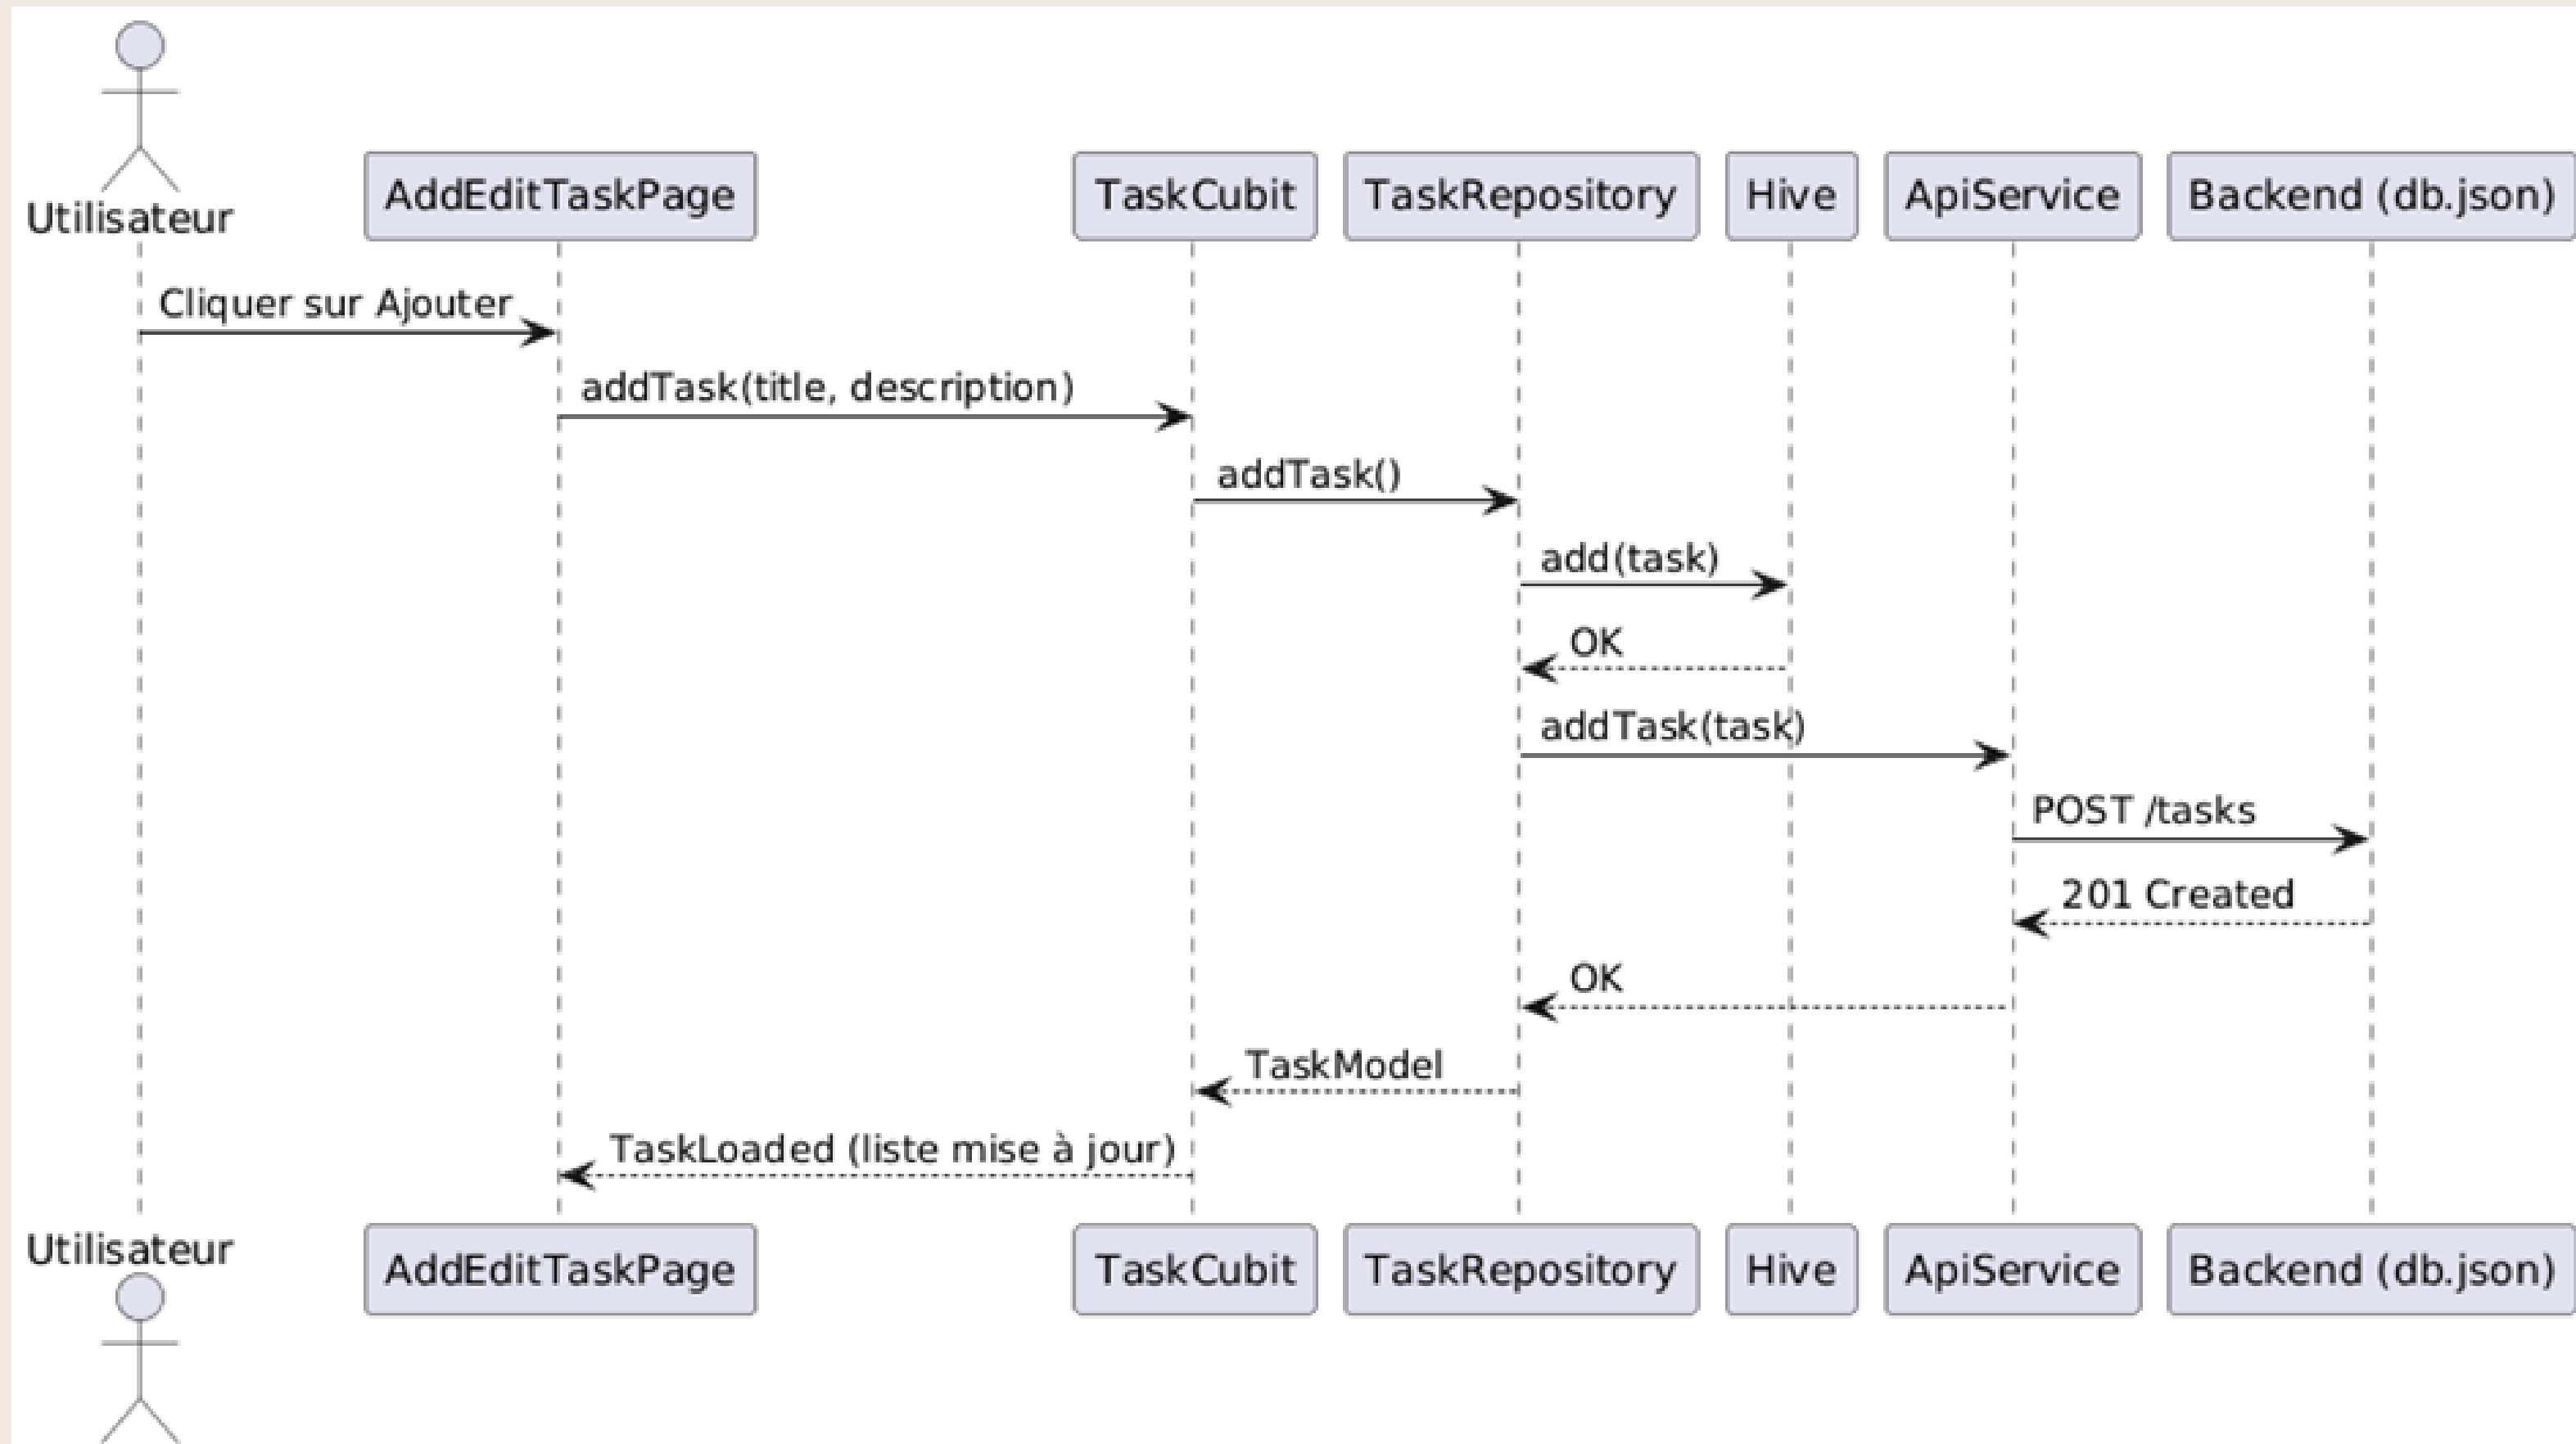 Utilisateur
AddEditTaskPage
TaskCubit
TaskRepository
Hive
ApiService
Backend (db.json)
Cliquer sur Ajouter
addTask(title, description)
addTask()
add(task)
OK
addTask(task)
POST /tasks
201 Created
OK
TaskModel
TaskLoaded (liste mise à jour)
Utilisateur
AddEditTaskPage
TaskCubit
TaskRepository
Hive
ApiService
Backend (db.json)